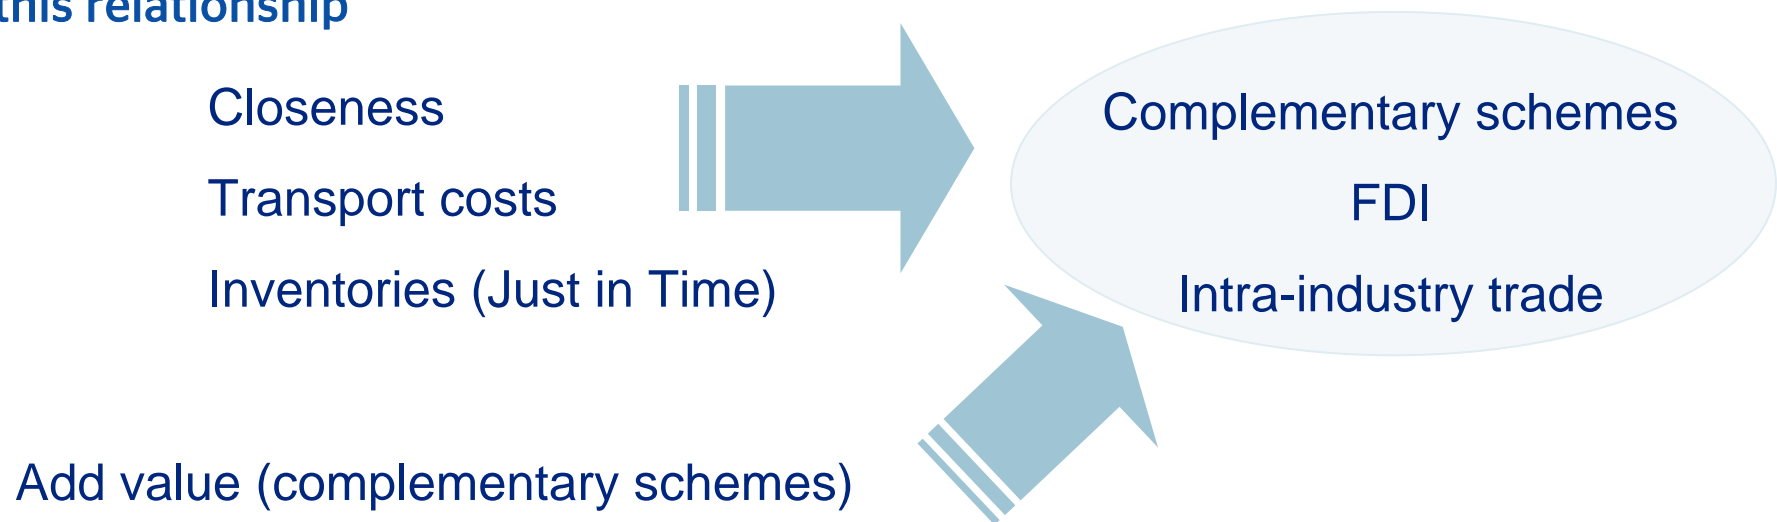 this relationship
Closeness
Transport costs
Inventories (Just in Time)
Add value (complementary schemes)
Complementary schemes
FDI
Intra-industry trade